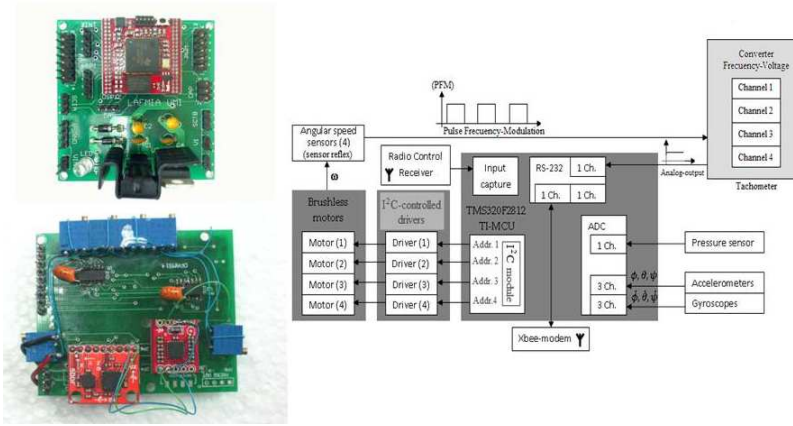 LAFMIA UMI
(PFM)
Pulse Frecuency-Modulation
Angular speed
sensors (4)
(sensor reflex)
ω
Radio Control
Receiver
Input
capture
RS-232
1 Ch.
1 Ch.
1 Ch.
Analog-output
Converter
Frecuency-Voltage
Channel 1
Channel 2
Channel 3
Channel 4
Tachometer
Brushless
motors
Motor (1)
Motor (2)
Motor (3)
Motor (4)
I²C-controlled
drivers
Driver (1)
Driver (2)
Driver (3)
Driver (4)
TMS320F2812
TI-MCU
Addr. 1
Addr. 2
Addr. 3
Addr.4
I²C module
ADC
1 Ch.
3 Ch.
3 Ch.
Pressure sensor
ϕ, θ, ψ
Accelerometers
ϕ̇, θ̇, ψ̇
Gyroscopes
Xbee-modem